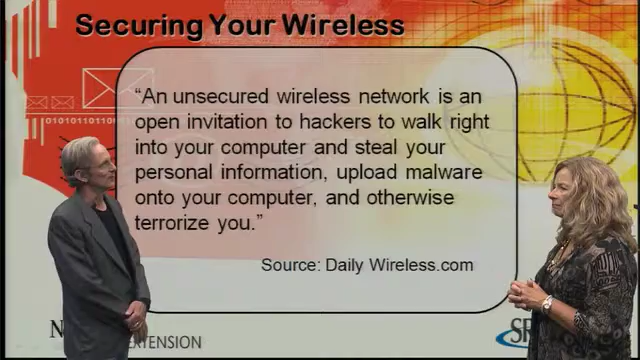 Securing Your Wireless
“An unsecured wireless network is an
open invitation to hackers to walk right
into your computer and steal your
personal information, upload malware
onto your computer, and otherwise
terrorize you.”
Source: Daily Wireless.com
EXTENSION